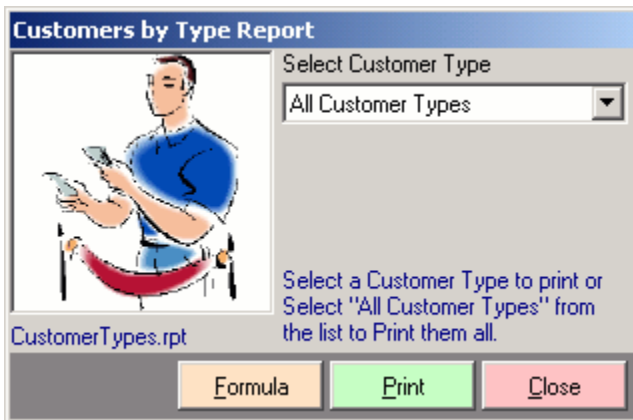 Customers by Type Report
Select Customer Type
All Customer Types
Select a Customer Type to print or
Select "All Customer Types" from
the list to Print them all.
CustomerTypes.rpt
Formula
Print
Close